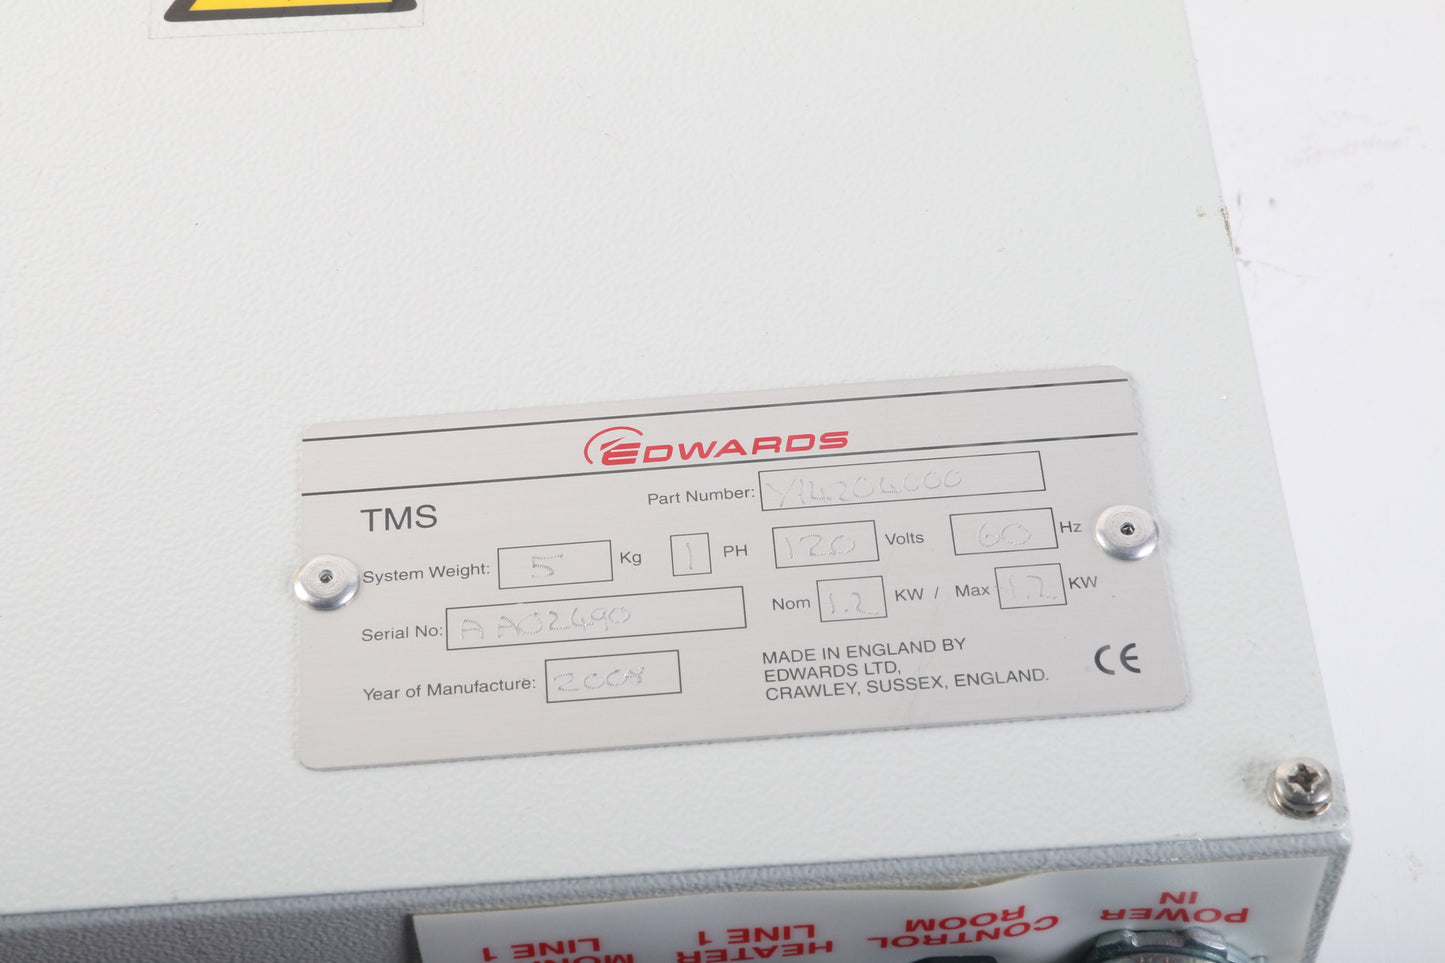 EDWARDS
TMS
Part Number: Y14204000
System Weight: 5 Kg 1 PH 120 Volts 60 Hz
Serial No: AA02490 Nom 1.2 KW / Max 1.2 KW
Year of Manufacture: 2008
MADE IN ENGLAND BY
EDWARDS LTD,
CRAWLEY, SUSSEX, ENGLAND.
CE
POWER
IN
CONTROL
ROOM
HEATER
LINE 1
LINE 1